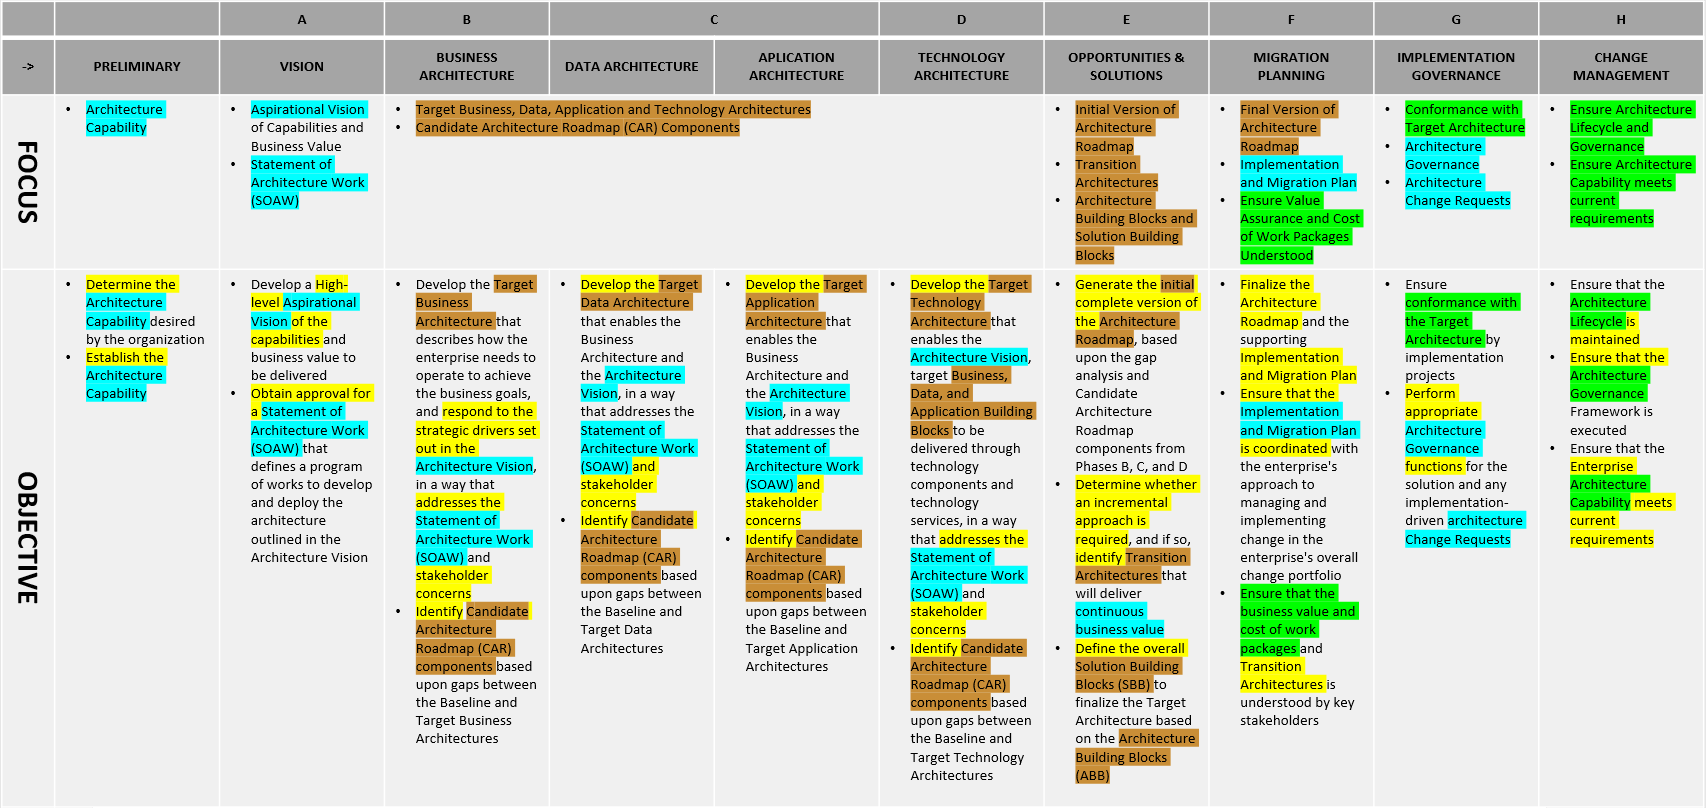 A
B
C
D
E
F
G
H
->
PRELIMINARY
VISION
BUSINESS
ARCHITECTURE
DATA ARCHITECTURE
APLICATION
ARCHITECTURE
TECHNOLOGY
ARCHITECTURE
OPPORTUNITIES &
SOLUTIONS
MIGRATION
PLANNING
IMPLEMENTATION
GOVERNANCE
CHANGE
MANAGEMENT
FOCUS
• Architecture
Capability
• Aspirational Vision
of Capabilities and
Business Value
• Statement of
Architecture Work
(SOAW)
• Target Business, Data, Application and Technology Architectures
• Candidate Architecture Roadmap (CAR) Components
• Initial Version of
Architecture
Roadmap
• Transition
Architectures
• Architecture
Building Blocks and
Solution Building
Blocks
• Final Version of
Architecture
Roadmap
• Implementation
and Migration Plan
• Ensure Value
Assurance and Cost
of Work Packages
Understood
• Conformance with
Target Architecture
• Architecture
Governance
• Architecture
Change Requests
• Ensure Architecture
Lifecycle and
Governance
• Ensure Architecture
Capability meets
current
requirements
OBJECTIVE
• Determine the
Architecture
Capability desired
by the organization
• Establish the
Architecture
Capability
• Develop a High-
level Aspirational
Vision of the
capabilities and
business value to
be delivered
• Obtain approval for
a Statement of
Architecture Work
(SOAW) that
defines a program
of works to develop
and deploy the
architecture
outlined in the
Architecture Vision
• Develop the Target
Business
Architecture that
describes how the
enterprise needs to
operate to achieve
the business goals,
and respond to the
strategic drivers set
out in the
Architecture Vision,
in a way that
addresses the
Statement of
Architecture Work
(SOAW) and
stakeholder
concerns
• Identify Candidate
Architecture
Roadmap (CAR)
components based
upon gaps between
the Baseline and
Target Business
Architectures
• Develop the Target
Data Architecture
that enables the
Business
Architecture and
the Architecture
Vision, in a way
that addresses the
Statement of
Architecture Work
(SOAW) and
stakeholder
concerns
• Identify Candidate
Architecture
Roadmap (CAR)
components based
upon gaps between
the Baseline and
Target Data
Architectures
• Develop the Target
Application
Architecture that
enables the
Business
Architecture and
the Architecture
Vision, in a way
that addresses the
Statement of
Architecture Work
(SOAW) and
stakeholder
concerns
• Identify Candidate
Architecture
Roadmap (CAR)
components based
upon gaps between
the Baseline and
Target Application
Architectures
• Develop the Target
Technology
Architecture that
enables the
Architecture Vision,
target Business,
Data, and
Application Building
Blocks to be
delivered through
technology
components and
technology
services, in a way
that addresses the
Statement of
Architecture Work
(SOAW) and
stakeholder
concerns
• Identify Candidate
Architecture
Roadmap (CAR)
components based
upon gaps between
the Baseline and
Target Technology
Architectures
• Generate the initial
complete version of
the Architecture
Roadmap, based
upon the gap
analysis and
Candidate
Architecture
Roadmap
components from
Phases B, C, and D
• Determine whether
an incremental
approach is
required, and if so,
identify Transition
Architectures that
will deliver
continuous
business value
• Define the overall
Solution Building
Blocks (SBB) to
finalize the Target
Architecture based
on the Architecture
Building Blocks
(ABB)
• Finalize the
Architecture
Roadmap and the
supporting
Implementation
and Migration Plan
• Ensure that the
Implementation
and Migration Plan
is coordinated with
the enterprise's
approach to
managing and
implementing
change in the
enterprise's overall
change portfolio
• Ensure that the
business value and
cost of work
packages and
Transition
Architectures is
understood by key
stakeholders
• Ensure
conformance with
the Target
Architecture by
implementation
projects
• Perform
appropriate
Architecture
Governance
functions for the
solution and any
implementation-
driven architecture
Change Requests
• Ensure that the
Architecture
Lifecycle is
maintained
• Ensure that the
Architecture
Governance
Framework is
executed
• Ensure that the
Enterprise
Architecture
Capability meets
current
requirements